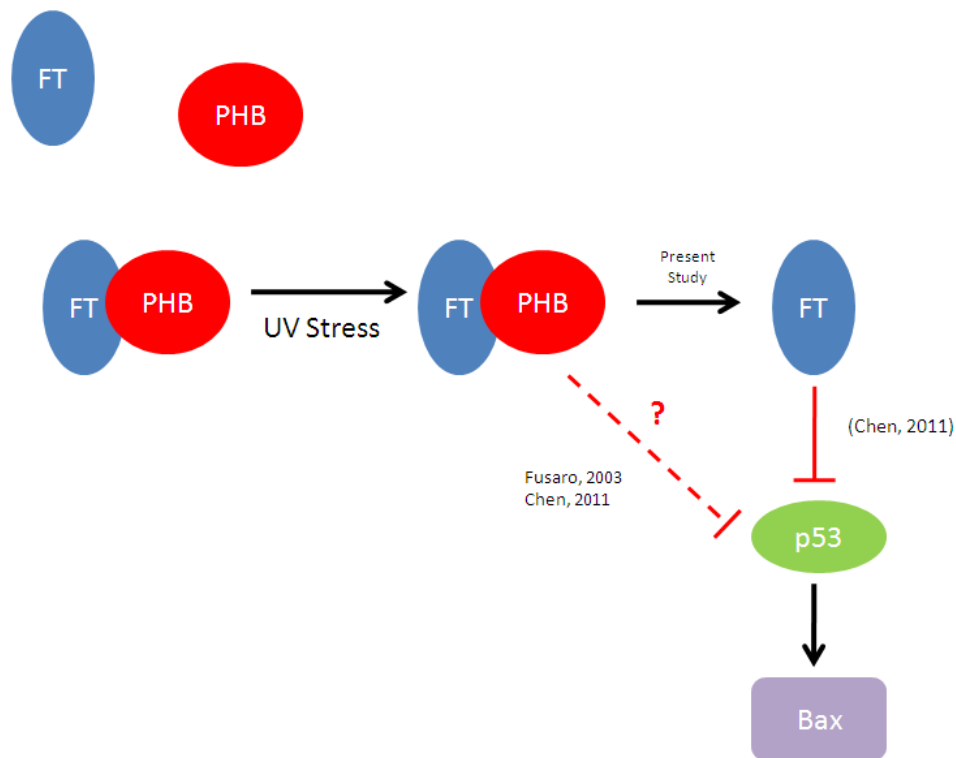 FT
PHB
FT
PHB
UV Stress
FT
PHB
Present
Study
FT
?
(Chen, 2011)
Fusaro, 2003
Chen, 2011
p53
Bax